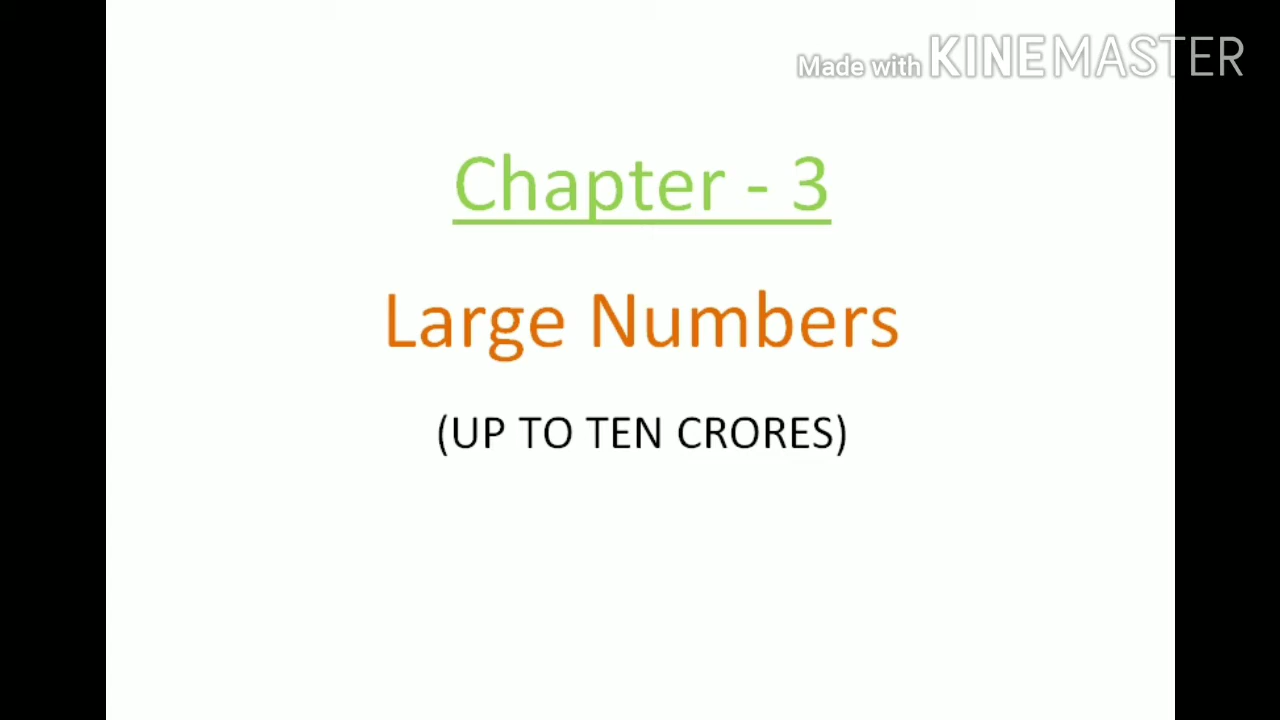 Made with KINEMASTER
Chapter - 3
Large Numbers
(UP TO TEN CRORES)